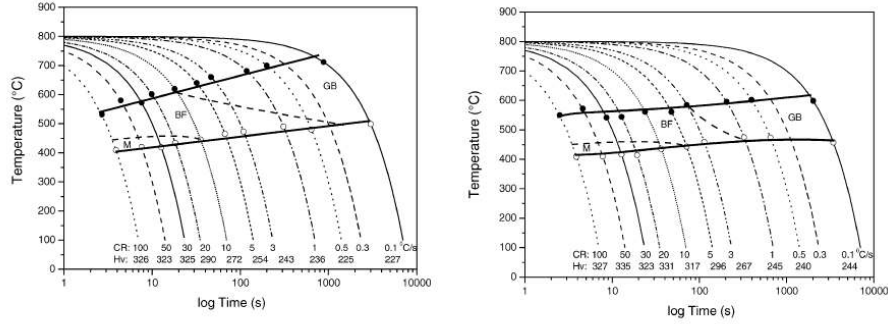 900
800
700
600
500
400
300
200
100
0
Temperature (°C)
GB
BF
M
CR: 100 50 30 20 10 5 3 1 0.5 0.3 0.1 °C/s
Hv: 326 323 325 290 272 254 243 236 225 227
1 10 100 1000 10000
log Time (s)
900
800
700
600
500
400
300
200
100
0
Temperature (°C)
GB
BF
M
CR: 100 50 30 20 10 5 3 1 0.5 0.3 0.1 °C/s
Hv: 327 335 323 331 317 296 267 245 240 244
1 10 100 1000 10000
log Time (s)